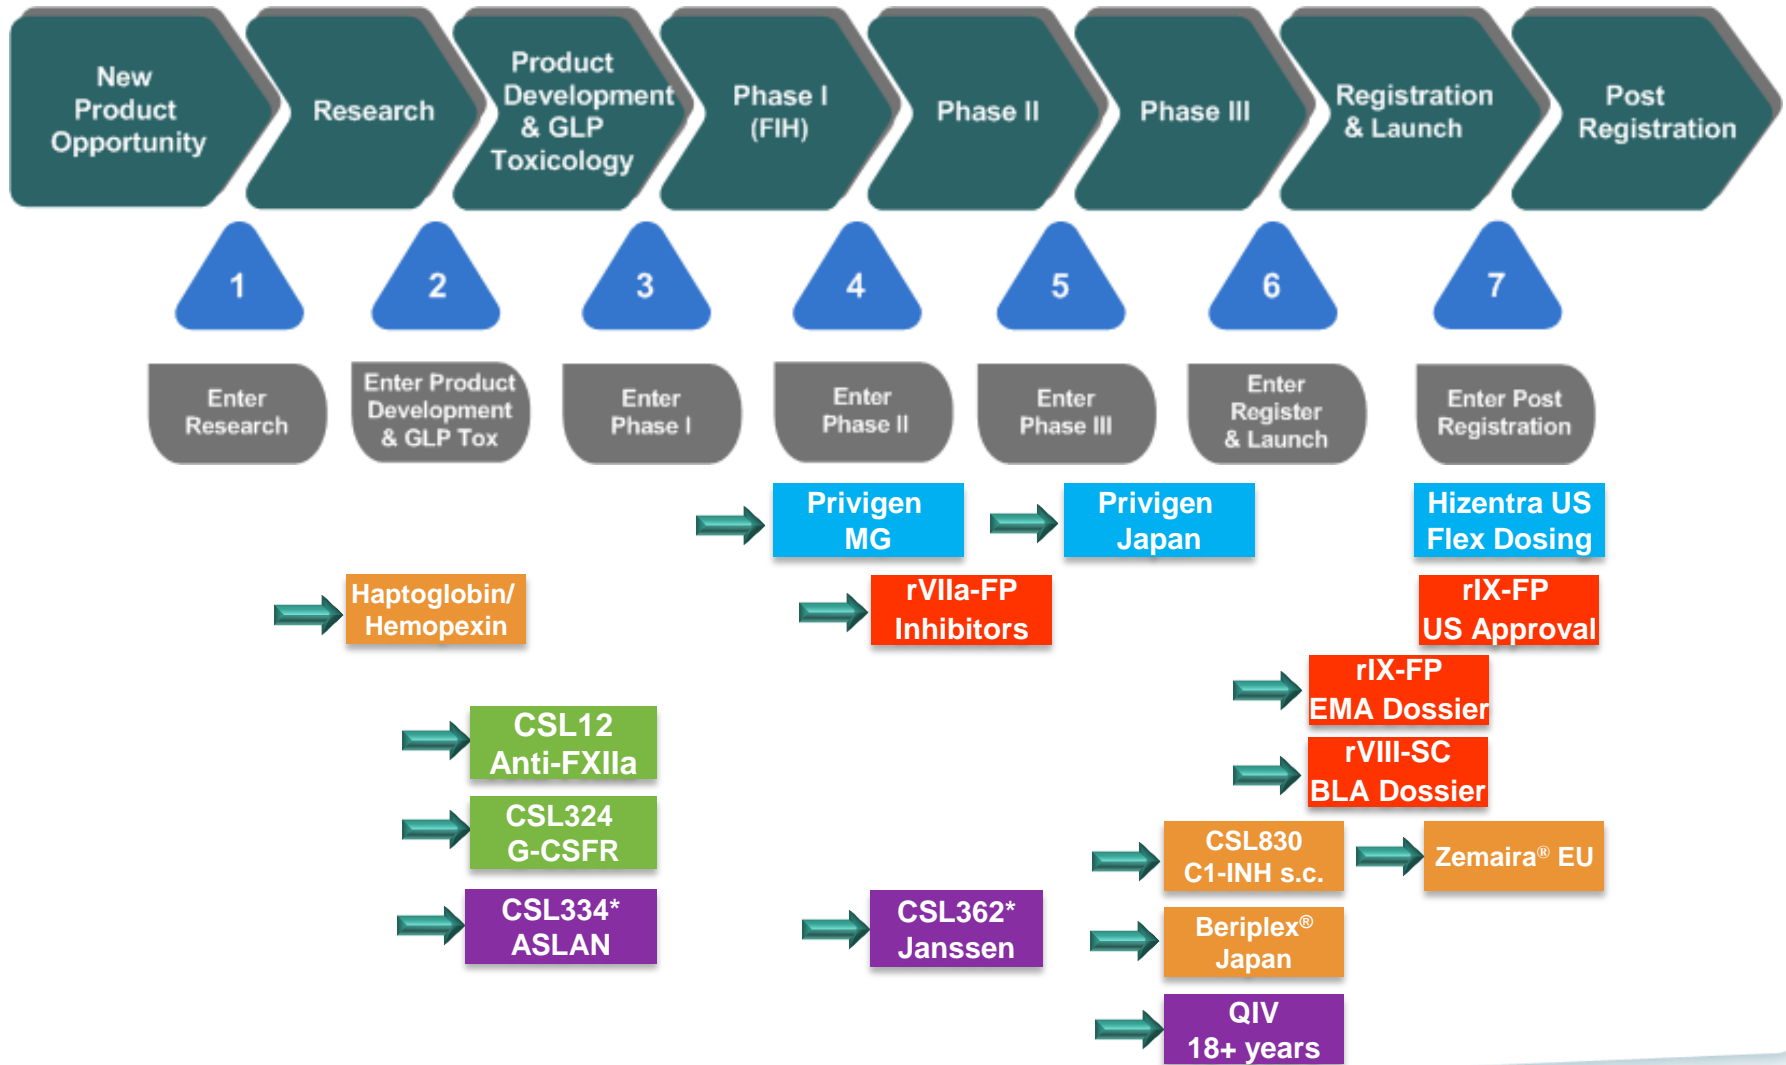 New
Product
Opportunity
Research
Product
Development
& GLP
Toxicology
Phase I
(FIH)
Phase II
Phase III
Registration
& Launch
Post
Registration
1
2
3
4
5
6
7
Enter
Research
Enter Product
Development
& GLP Tox
Enter
Phase I
Enter
Phase II
Enter
Phase III
Enter
Register
& Launch
Enter Post
Registration
Privigen
MG
Privigen
Japan
Hizentra US
Flex Dosing
Haptoglobin/
Hemopexin
rVIIa-FP
Inhibitors
rIX-FP
US Approval
rIX-FP
EMA Dossier
CSL12
Anti-FXIIa
rVIII-SC
BLA Dossier
CSL324
G-CSFR
CSL830
C1-INH s.c.
Zemaira® EU
CSL334*
ASLAN
CSL362*
Janssen
Beriplex®
Japan
QIV
18+ years